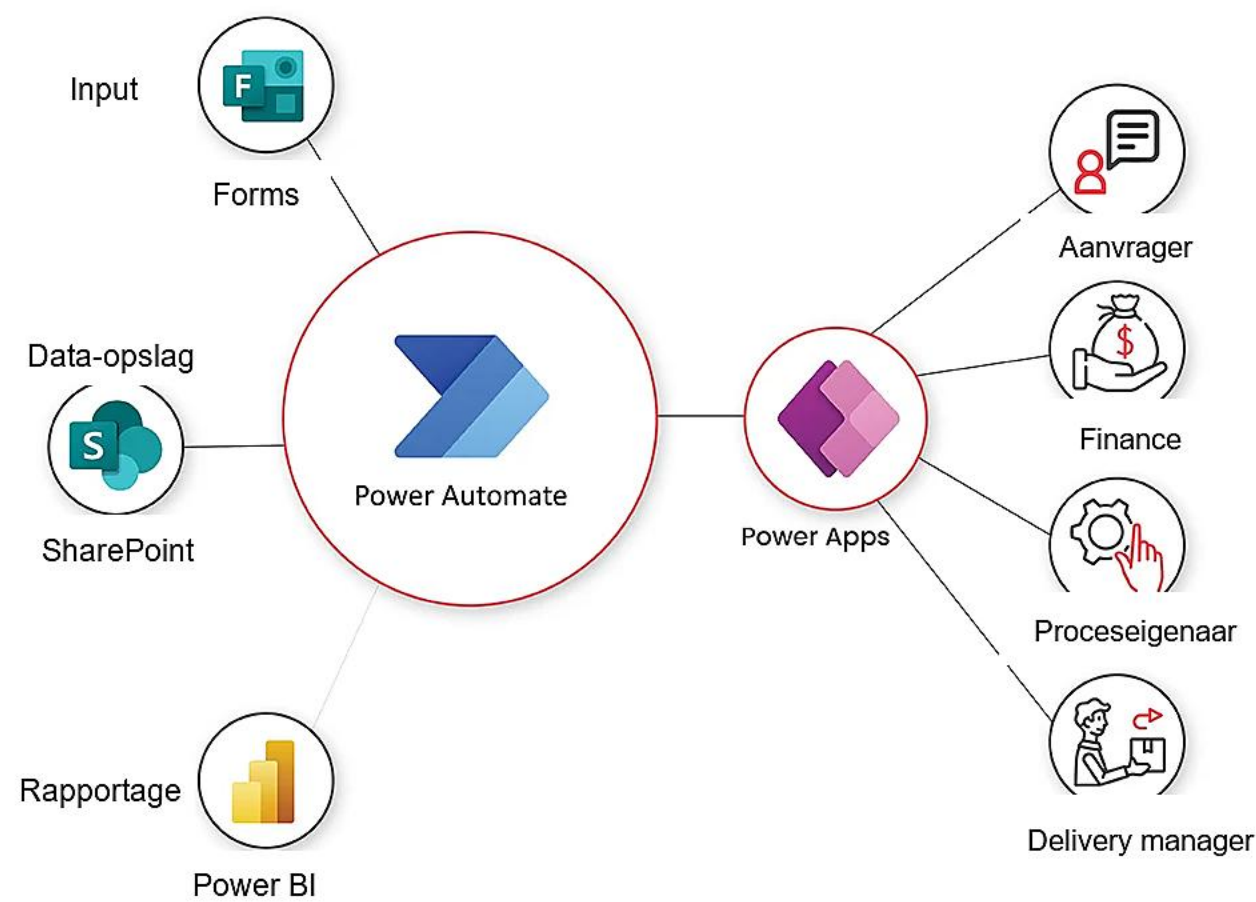 Input
F
Forms
Data-opslag
S
SharePoint
Power Automate
Rapportage
Power BI
Power Apps
Aanvrager
$
Finance
Proceseigenaar
Delivery manager